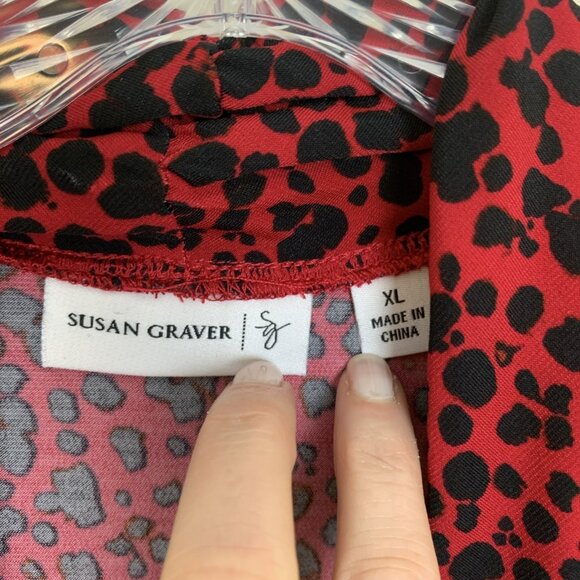 SUSAN GRAVER | sg
XL
MADE IN
CHINA